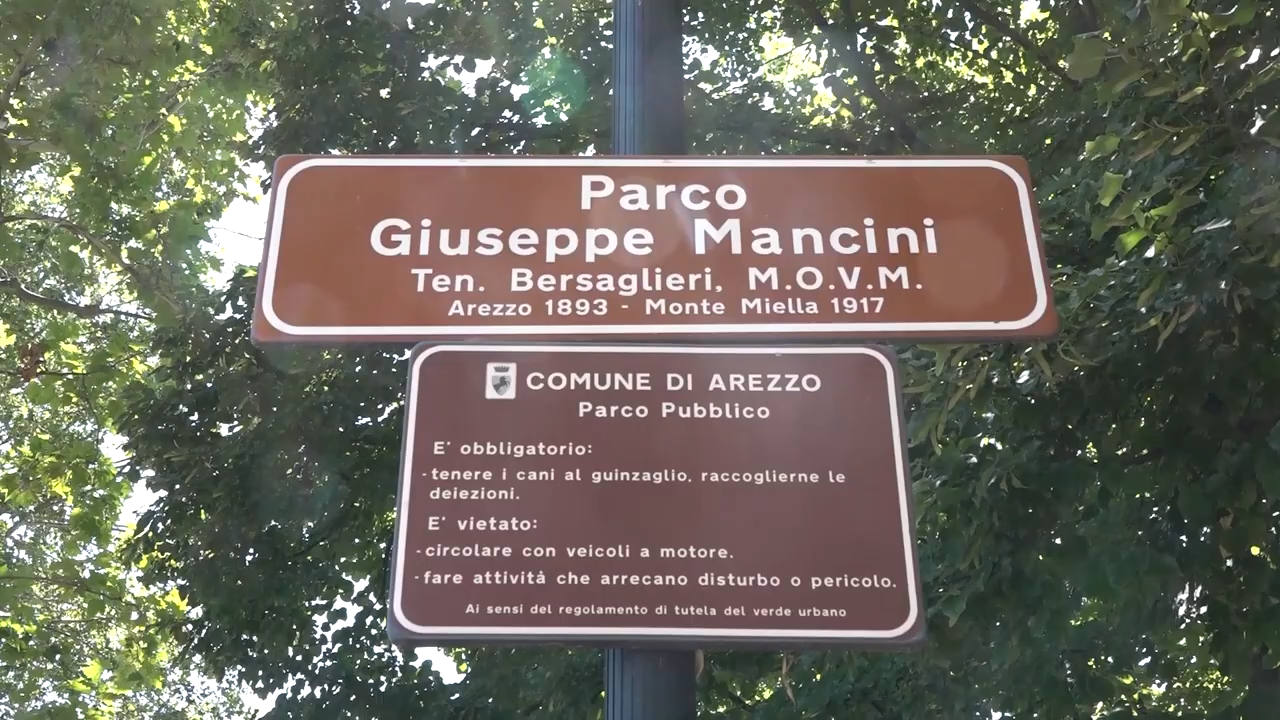 Parco
Giuseppe Mancini
Ten. Bersaglieri, M.O.V.M.
Arezzo 1893 - Monte Miella 1917
COMUNE DI AREZZO
Parco Pubblico
E' obbligatorio:
-tenere i cani al guinzaglio, raccoglierne le
deiezioni.
E' vietato:
-circolare con veicoli a motore.
-fare attività che arrecano disturbo o pericolo.
Ai sensi del regolamento di tutela del verde urbano